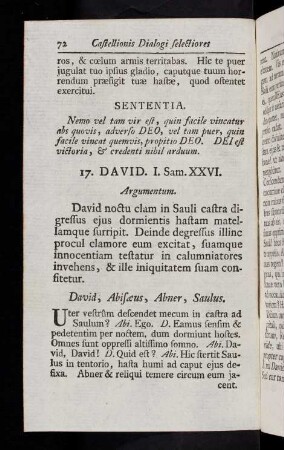 72 Castellionis Dialogi selectiores
ros, & cœlum armis territabas. Hic te puer
jugulat tuo ipsius gladio, caputque tuum hor-
rendum præfigit tuæ hastæ, quod ostentet
exercitui.
SENTENTIA.
Nemo vel tam vir est, quin facile vincatur
abs quovis, adverso DEO, vel tam puer, quin
facile vincat quemvis, propitio DEO. DEI est
victoria, & credenti nihil arduum.
17. DAVID. I. Sam. XXVI.
Argumentum.
David noctu clam in Sauli castra di-
gressus ejus dormientis hastam matel-
lamque surripit. Deinde degressus illinc
procul clamore eum excitat, suamque
innocentiam testatur in calumniatores
invehens, & ille iniquitatem suam con-
fitetur.
David, Abisæus, Abner, Saulus.
Uter vestrûm descendet mecum in castra ad
Saulum? Abi. Ego. D. Eamus sensim &
pedetentim per noctem, dum dormiunt hostes.
Omnes sunt oppressi altissimo somno. Abi. Da-
vid, David! D. Quid est? Abi. Hic stertit Sau-
lus in tentorio, hasta humi ad caput ejus de-
fixa. Abner & reliqui temere circum eum ja-
cent.